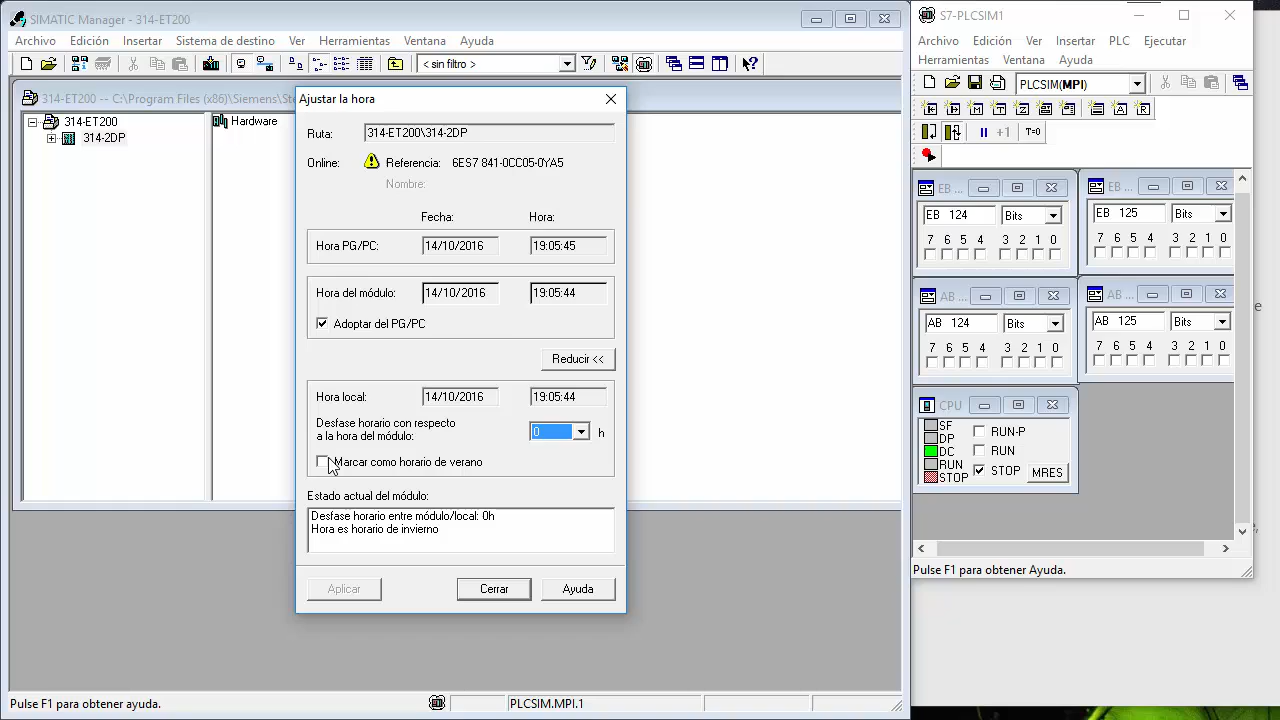 SIMATIC Manager - 314-ET200
Archivo Edición Insertar Sistema de destino Ver Herramientas Ventana Ayuda
< sin filtro >
314-ET200 -- C:\Program Files (x86)\Siemens\St
314-ET200
314-2DP
Hardware
Ajustar la hora
Ruta: 314-ET200\314-2DP
Online: Referencia: 6ES7 341-0CC05-0YA5
Nombre:
Fecha: Hora:
Hora PG/PC: 14/10/2016 19:05:45
Hora del módulo: 14/10/2016 19:05:44
Adoptar del PG/PC
Reducir <<
Hora local: 14/10/2016 19:05:44
Desfase horario con respecto
a la hora del módulo: 0 h
Marcar como horario de verano
Estado actual del módulo:
Desfase horario entre módulo/local: 0h
Hora es horario de invierno
Aplicar Cerrar Ayuda
Pulse F1 para obtener ayuda.
PLCSIM.MPI.1
S7-PLCSIM1
Archivo Edición Ver Insertar PLC Ejecutar
Herramientas Ventana Ayuda
PLCSIM(MPI)
+1 T=0
EB ...
EB 124 Bits
7 6 5 4 3 2 1 0
EB ...
EB 125 Bits
7 6 5 4 3 2 1 0
AB ...
AB 124 Bits
7 6 5 4 3 2 1 0
AB ...
AB 125 Bits
7 6 5 4 3 2 1 0
CPU
SF
DP
DC
RUN
STOP
RUN-P
RUN
STOP MRES
Pulse F1 para obtener Ayuda.